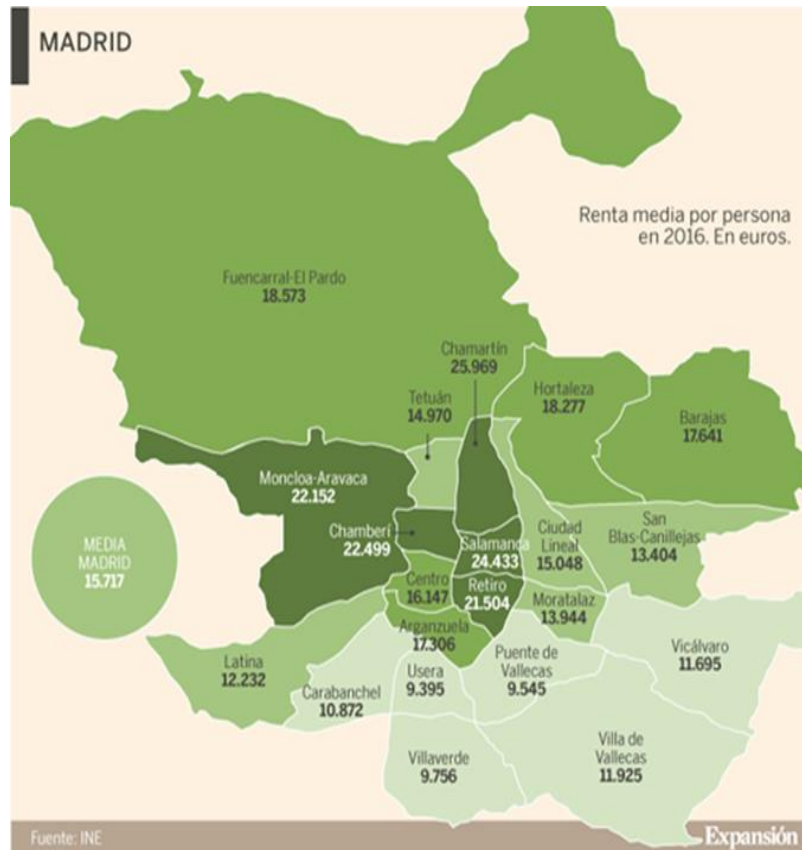 MADRID
Renta media por persona
en 2016. En euros.
Fuencarral-El Pardo
18.573
Chamartín
25.969
Tetuán
14.970
Hortaleza
18.277
Barajas
17.641
Moncloa-Aravaca
22.152
Chamberí
22.499
Salamanca
24.433
Ciudad
Lineal
15.048
San
Blas-Canillejas
13.404
MEDIA
MADRID
15.717
Centro
16.147
Retiro
21.504
Moratalaz
13.944
Arganzuela
17.306
Latina
12.232
Carabanchel
10.872
Usera
9.395
Puente de
Vallecas
9.545
Vicálvaro
11.695
Villaverde
9.756
Villa de
Vallecas
11.925
Fuente: INE
Expansión